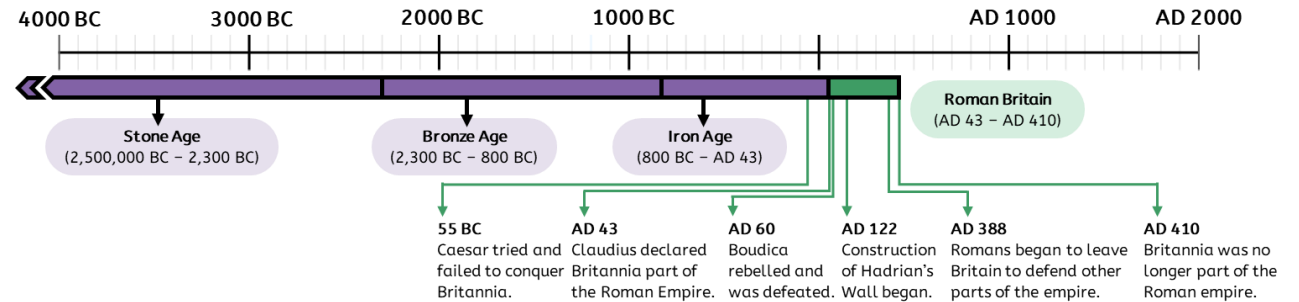 4000 BC 3000 BC 2000 BC 1000 BC AD 1000 AD 2000
Stone Age
(2,500,000 BC – 2,300 BC)
Bronze Age
(2,300 BC – 800 BC)
Iron Age
(800 BC – AD 43)
Roman Britain
(AD 43 – AD 410)
55 BC
Caesar tried and
failed to conquer
Britannia.
AD 43
Claudius declared
Britannia part of
the Roman Empire.
AD 60
Boudica
rebelled and
was defeated.
AD 122
Construction
of Hadrian's
Wall began.
AD 388
Romans began to leave
Britain to defend other
parts of the empire.
AD 410
Britannia was no
longer part of the
Roman empire.